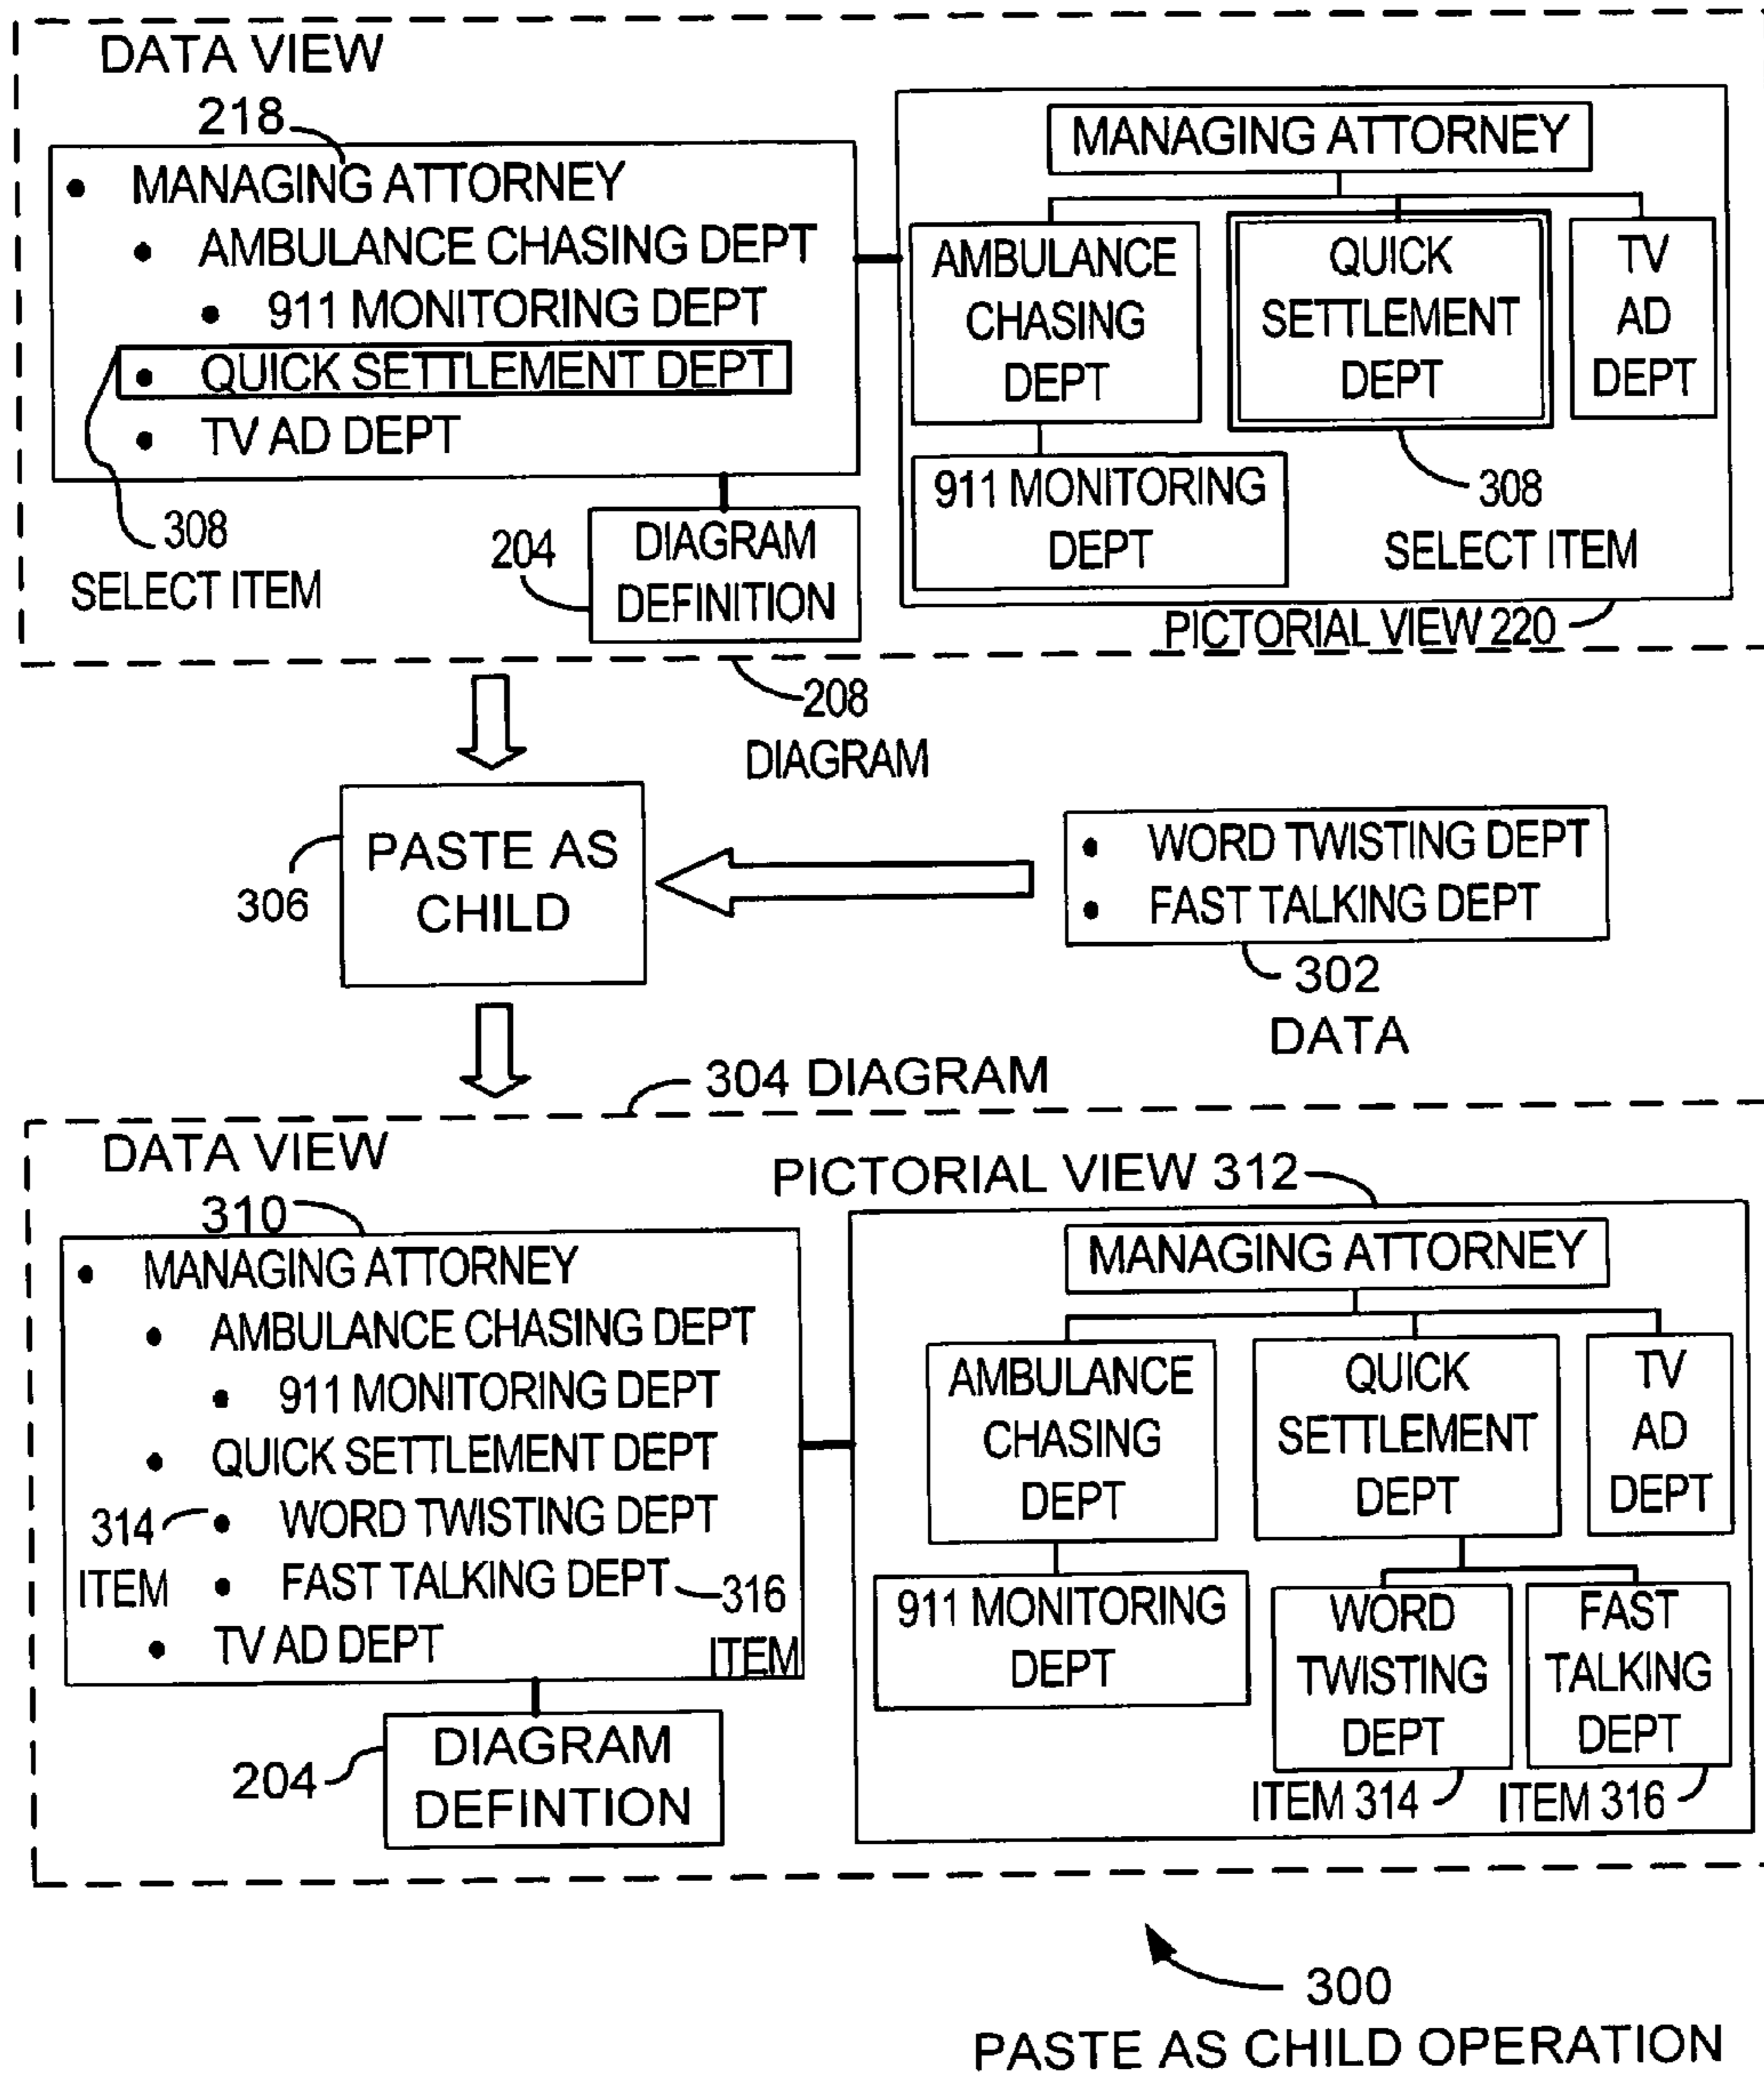 DATA VIEW
218
• MANAGING ATTORNEY
• AMBULANCE CHASING DEPT
• 911 MONITORING DEPT
• QUICK SETTLEMENT DEPT
• TV AD DEPT
308
SELECT ITEM
204
DIAGRAM
DEFINITION
MANAGING ATTORNEY
AMBULANCE
CHASING
DEPT
QUICK
SETTLEMENT
DEPT
TV
AD
DEPT
911 MONITORING
DEPT
308
SELECT ITEM
PICTORIAL VIEW 220
208
DIAGRAM
306
PASTE AS
CHILD
• WORD TWISTING DEPT
• FAST TALKING DEPT
302
DATA
304 DIAGRAM
DATA VIEW
310
• MANAGING ATTORNEY
• AMBULANCE CHASING DEPT
• 911 MONITORING DEPT
• QUICK SETTLEMENT DEPT
314 • WORD TWISTING DEPT
ITEM • FAST TALKING DEPT 316
• TV AD DEPT ITEM
204
DIAGRAM
DEFINTION
PICTORIAL VIEW 312
MANAGING ATTORNEY
AMBULANCE
CHASING
DEPT
QUICK
SETTLEMENT
DEPT
TV
AD
DEPT
911 MONITORING
DEPT
WORD
TWISTING
DEPT
FAST
TALKING
DEPT
ITEM 314
ITEM 316
300
PASTE AS CHILD OPERATION